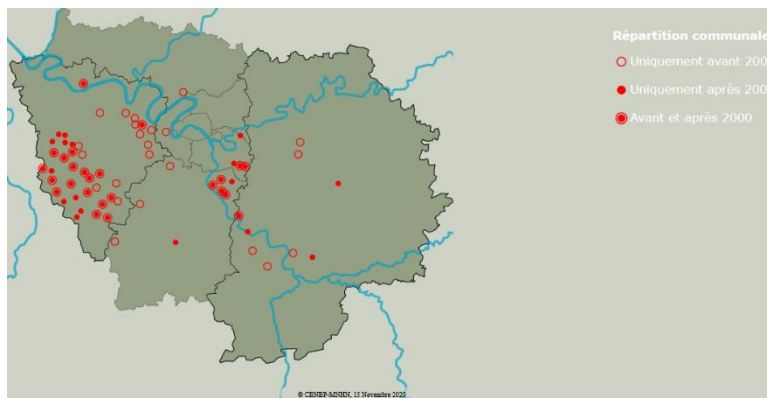 Répartition communale
Uniquement avant 200
Uniquement après 200
Avant et après 2000
© CBNBP-MNHN, 15 Novembre 2020